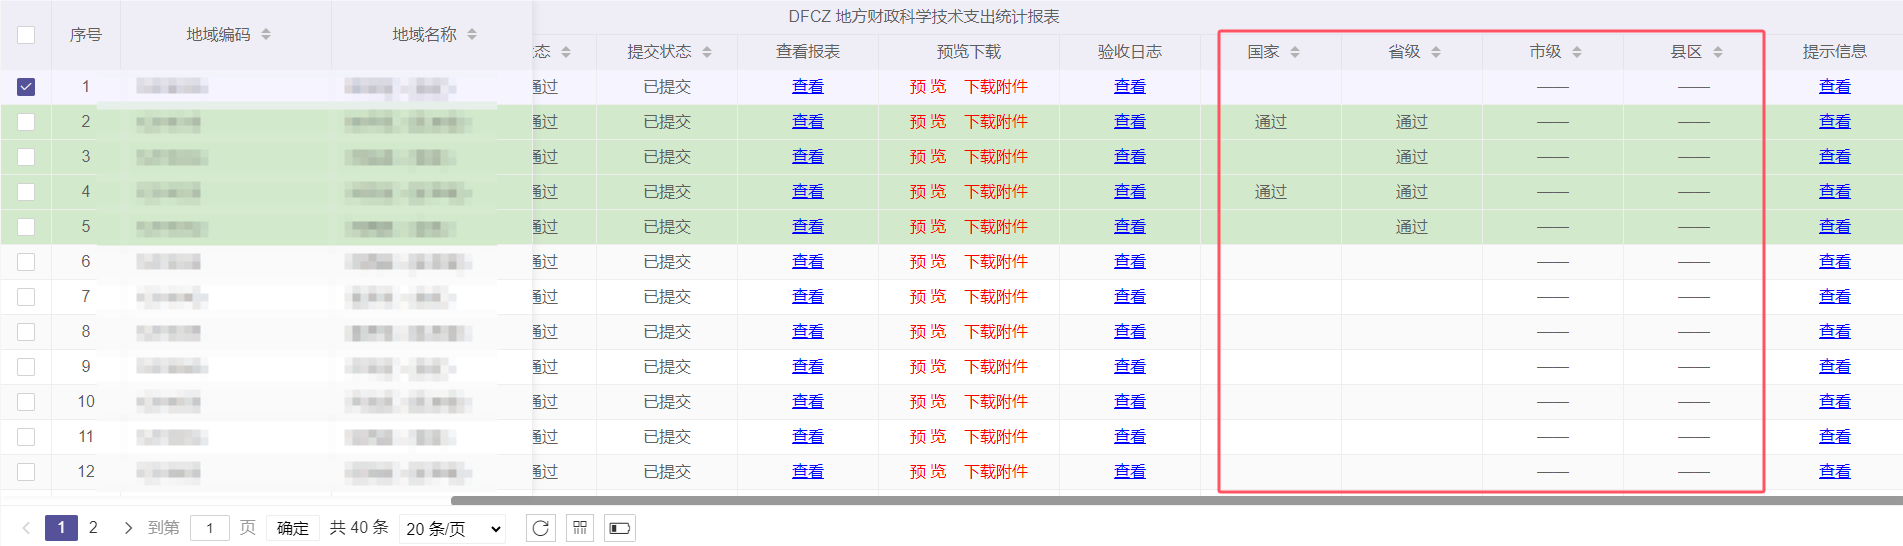 DFCZ 地方财政科学技术支出统计报表
序号 地域编码 地域名称 态 提交状态 查看报表 预览下载 验收日志 国家 省级 市级 县区 提示信息
1 通过 已提交 查看 预 览 下载附件 查看 —— —— 查看
2 通过 已提交 查看 预 览 下载附件 查看 通过 通过 —— —— 查看
3 通过 已提交 查看 预 览 下载附件 查看 通过 —— —— 查看
4 通过 已提交 查看 预 览 下载附件 查看 通过 通过 —— —— 查看
5 通过 已提交 查看 预 览 下载附件 查看 通过 —— —— 查看
6 通过 已提交 查看 预 览 下载附件 查看 —— —— 查看
7 通过 已提交 查看 预 览 下载附件 查看 —— —— 查看
8 通过 已提交 查看 预 览 下载附件 查看 —— —— 查看
9 通过 已提交 查看 预 览 下载附件 查看 —— —— 查看
10 通过 已提交 查看 预 览 下载附件 查看 —— —— 查看
11 通过 已提交 查看 预 览 下载附件 查看 —— —— 查看
12 通过 已提交 查看 预 览 下载附件 查看 —— —— 查看
1 2 到第 1 页 确定 共 40 条 20 条/页